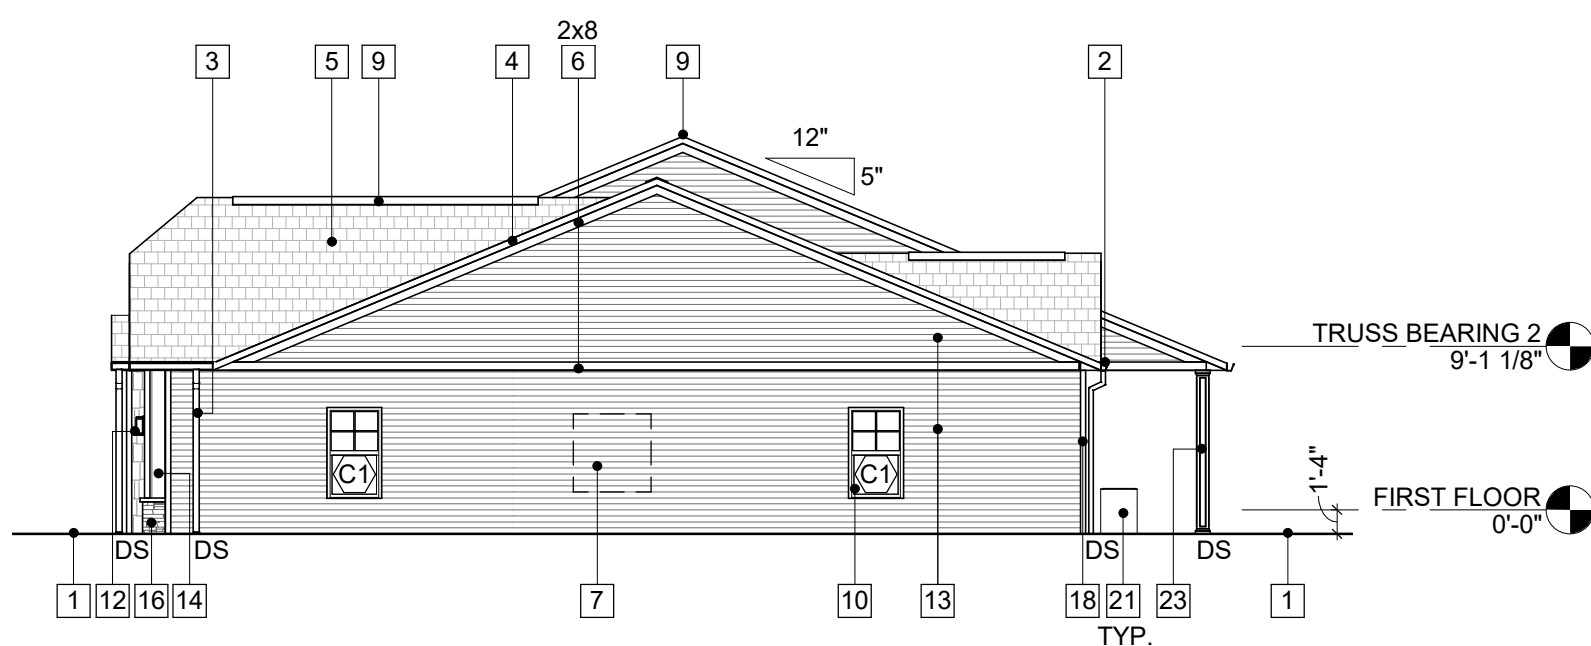 2x8
3 5 9 4 6 9 2
12"
5"
TRUSS BEARING 2
9'-1 1/8"
C1 C1
1'-4"
FIRST FLOOR
0'-0"
DS DS DS DS
1 12 16 14 7 10 13 18 21 23 1
TYP.